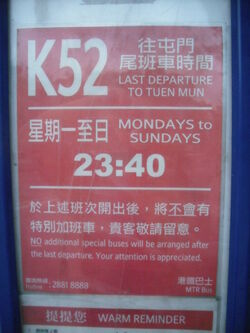 K52
往屯門
尾班車時間
LAST DEPARTURE
TO TUEN MUN
星期一至日
MONDAYS to
SUNDAYS
23:40
於上述班次開出後，將不會有
特別加班車，貴客敬請留意。
NO additional special buses will be arranged after
the last departure. Your attention is appreciated.
Hotline 2881 8888
港鐵巴士
MTR Bus
提提您 WARM REMINDER